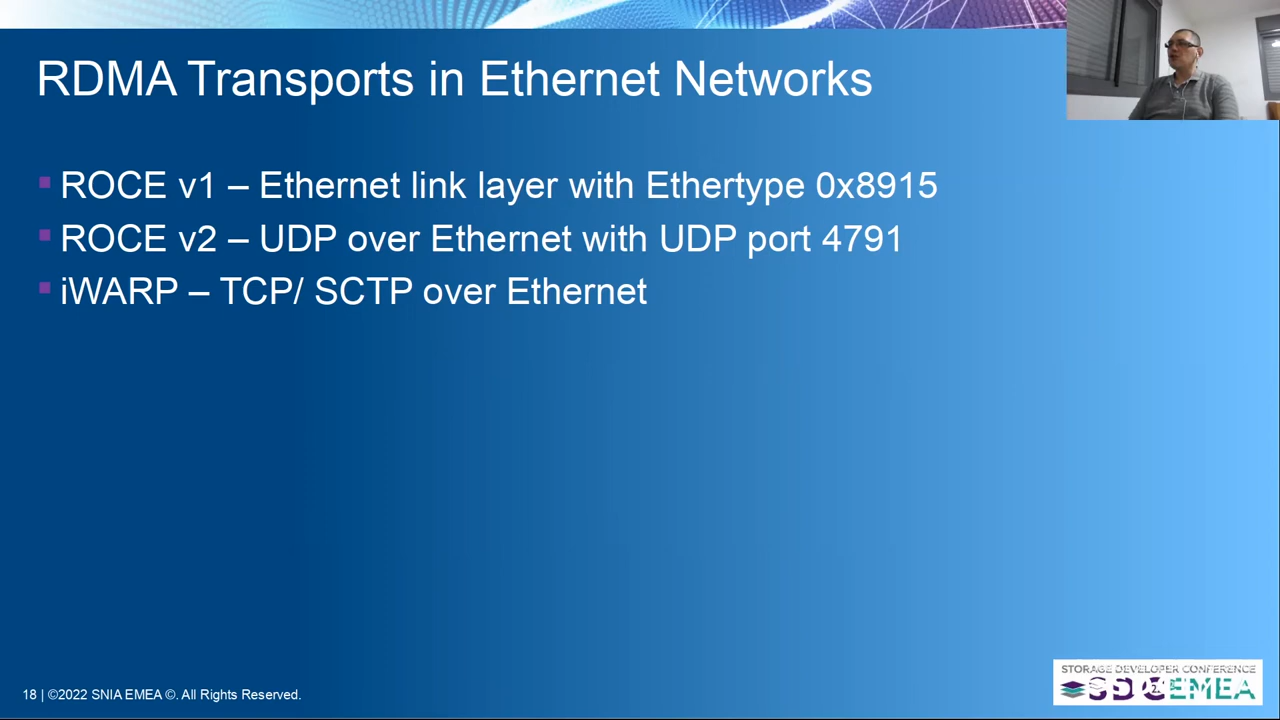 RDMA Transports in Ethernet Networks
ROCE v1 – Ethernet link layer with Ethertype 0x8915
ROCE v2 – UDP over Ethernet with UDP port 4791
iWARP – TCP/ SCTP over Ethernet
18 | ©2022 SNIA EMEA ©. All Rights Reserved.
STORAGE DEVELOPER CONFERENCE
EMEA